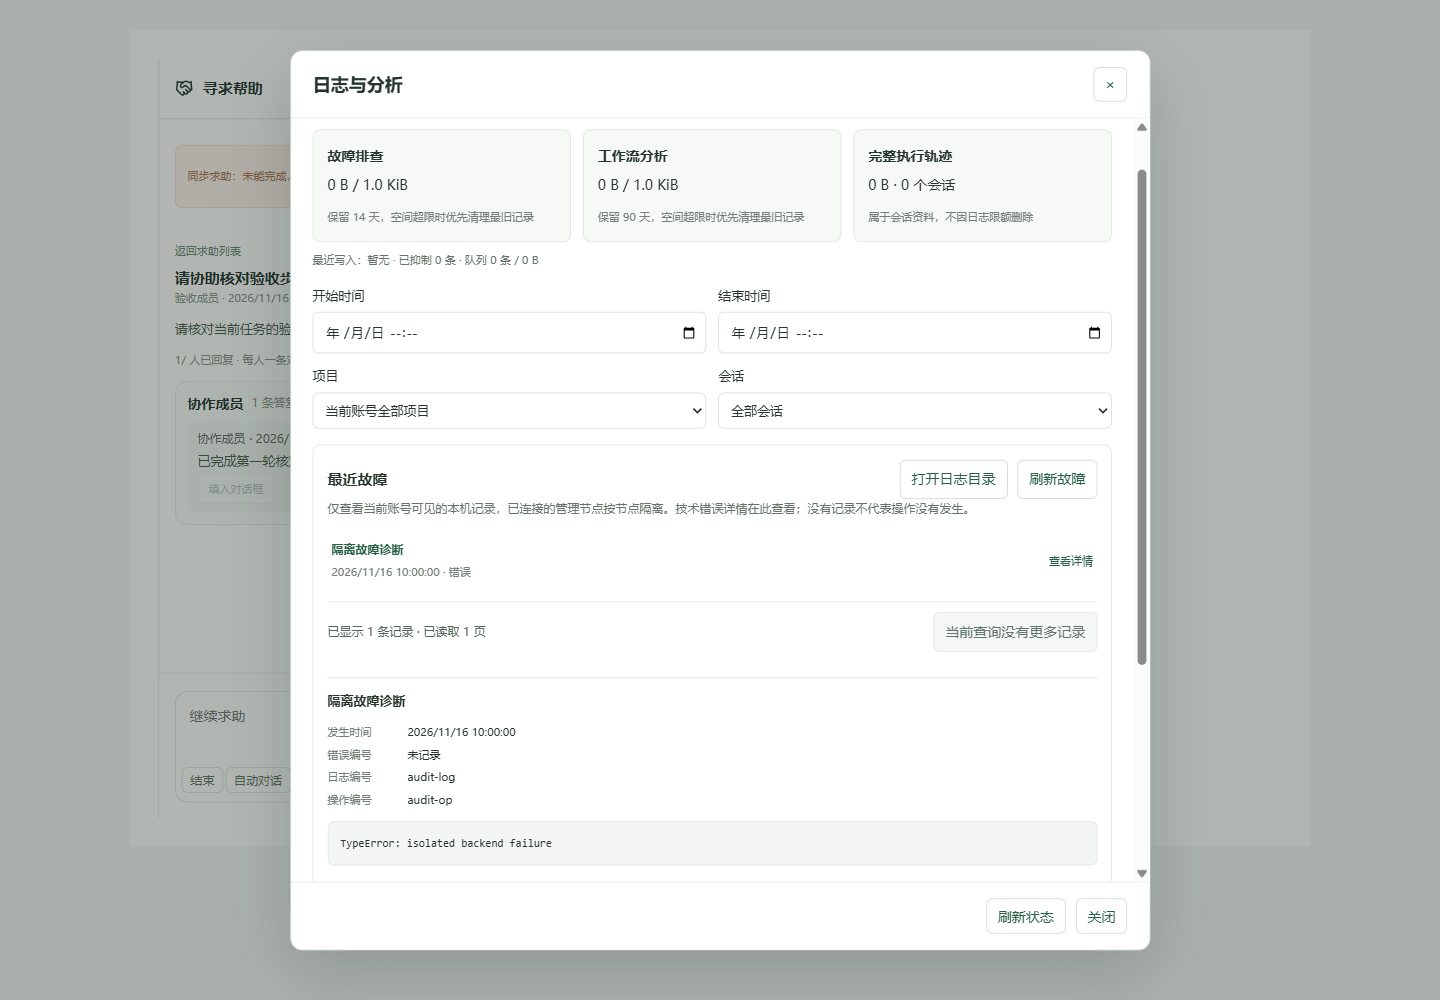 寻求帮助
同步求助：未能完成，
返回求助列表
请协助核对验收步
验收成员 · 2026/11/16
请核对当前任务的验
1/ 人已回复 · 每人一条
协作成员 1 条答
协作成员 · 2026/
已完成第一轮核
填入对话框
继续求助
结束 自动对话
日志与分析
×
故障排查
0 B / 1.0 KiB
保留 14 天，空间超限时优先清理最旧记录
工作流分析
0 B / 1.0 KiB
保留 90 天，空间超限时优先清理最旧记录
完整执行轨迹
0 B · 0 个会话
属于会话资料，不因日志限额删除
最近写入：暂无 · 已抑制 0 条 · 队列 0 条 / 0 B
开始时间 结束时间
年 /月/日 --:-- 年 /月/日 --:--
项目 会话
当前账号全部项目 全部会话
最近故障 打开日志目录 刷新故障
仅查看当前账号可见的本机记录，已连接的管理节点按节点隔离。技术错误详情在此查看；没有记录不代表操作没有发生。
隔离故障诊断
2026/11/16 10:00:00 · 错误
查看详情
已显示 1 条记录 · 已读取 1 页 当前查询没有更多记录
隔离故障诊断
发生时间 2026/11/16 10:00:00
错误编号 未记录
日志编号 audit-log
操作编号 audit-op
TypeError: isolated backend failure
刷新状态 关闭